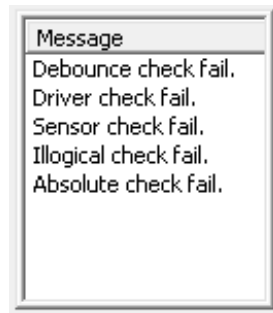 Message
Debounce check fail.
Driver check fail.
Sensor check fail.
Illogical check fail.
Absolute check fail.